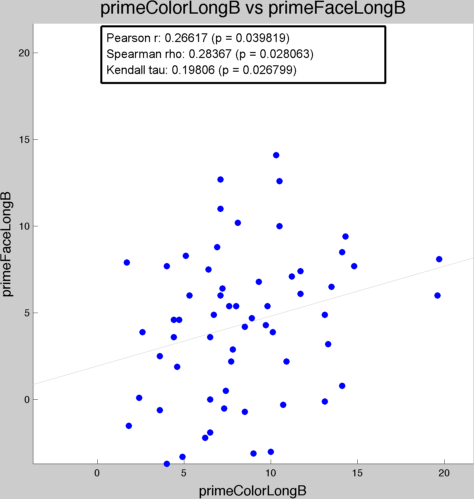 primeColorLongB vs primeFaceLongB
Pearson r: 0.26617 (p = 0.039819)
Spearman rho: 0.28367 (p = 0.028063)
Kendall tau: 0.19806 (p = 0.026799)
20
15
10
5
0
primeFaceLongB
0
5
10
15
20
primeColorLongB